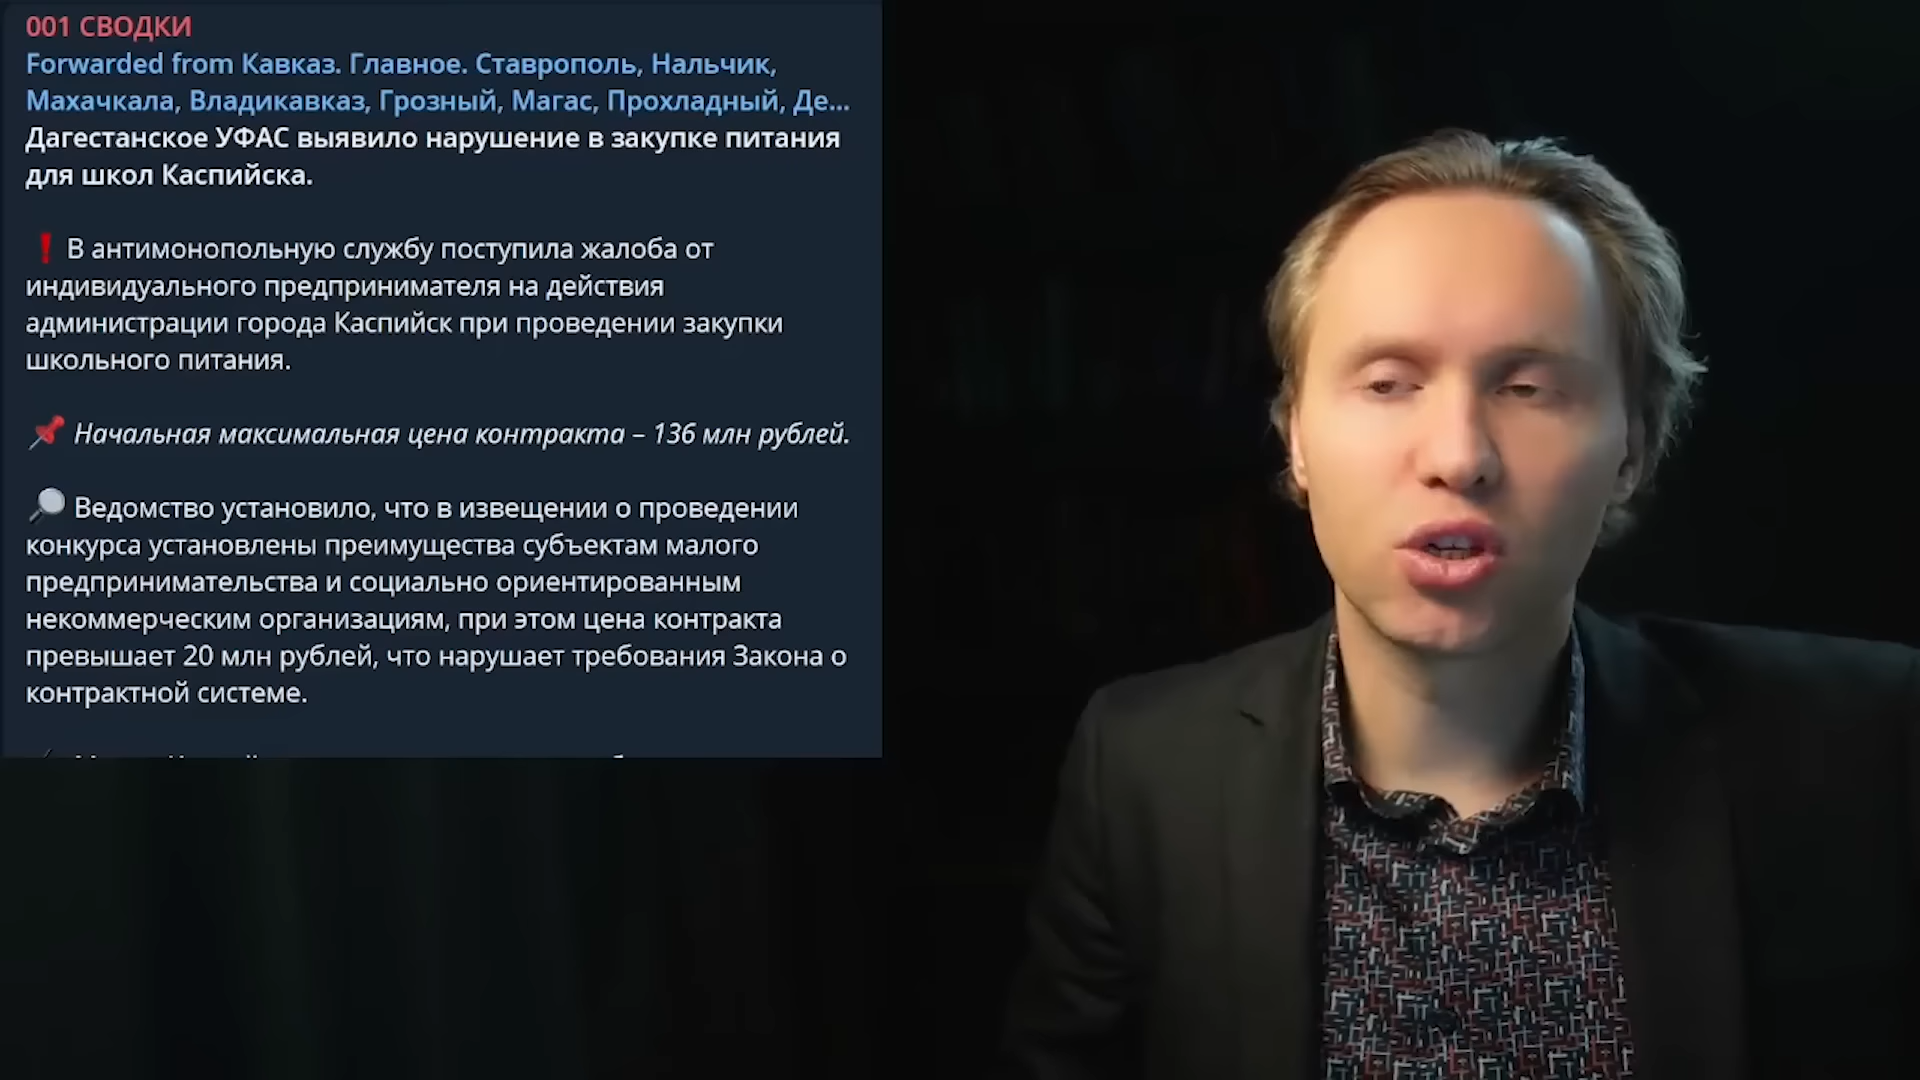 001 СВОДКИ
Forwarded from Кавказ. Главное. Ставрополь, Нальчик,
Махачкала, Владикавказ, Грозный, Магас, Прохладный, Де...
Дагестанское УФАС выявило нарушение в закупке питания
для школ Каспийска.
❗ В антимонопольную службу поступила жалоба от
индивидуального предпринимателя на действия
администрации города Каспийск при проведении закупки
школьного питания.
📌 Начальная максимальная цена контракта – 136 млн рублей.
🔎 Ведомство установило, что в извещении о проведении
конкурса установлены преимущества субъектам малого
предпринимательства и социально ориентированным
некоммерческим организациям, при этом цена контракта
превышает 20 млн рублей, что нарушает требования Закона о
контрактной системе.